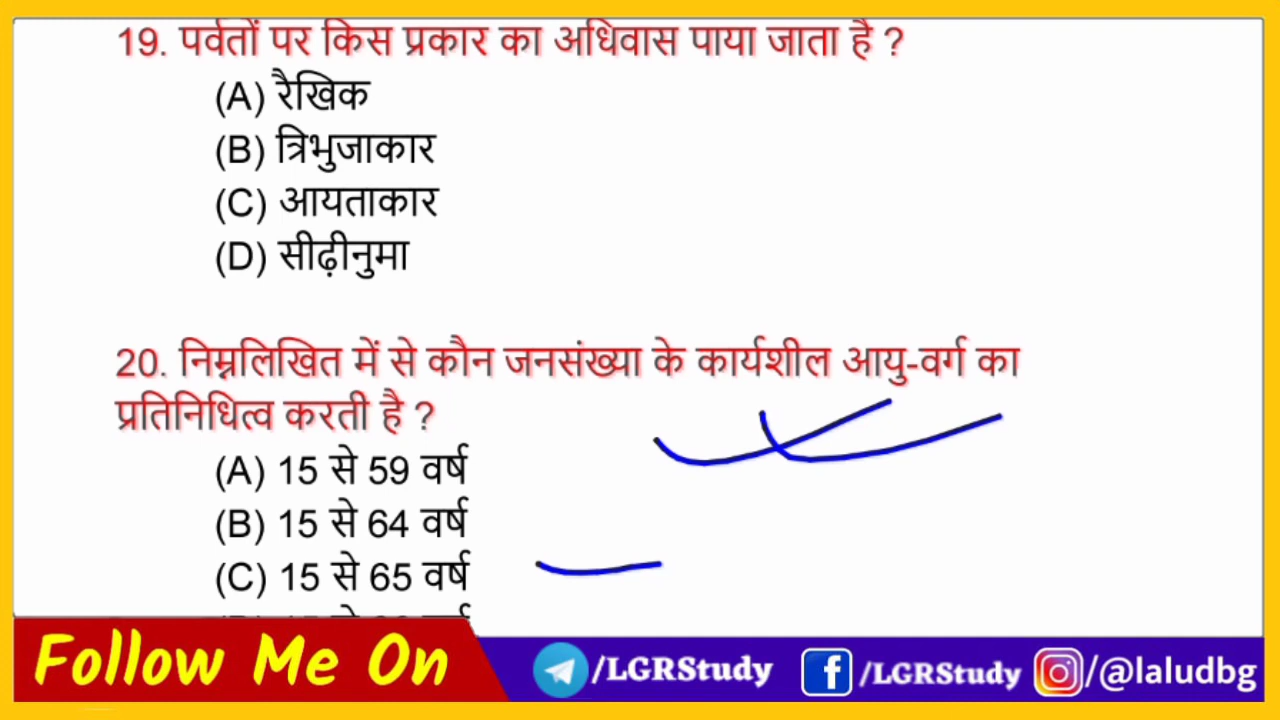 19. पर्वतों पर किस प्रकार का अधिवास पाया जाता है ?
(A) रैखिक
(B) त्रिभुजाकार
(C) आयताकार
(D) सीढ़ीनुमा
20. निम्नलिखित में से कौन जनसंख्या के कार्यशील आयु-वर्ग का
प्रतिनिधित्व करती है ?
(A) 15 से 59 वर्ष
(B) 15 से 64 वर्ष
(C) 15 से 65 वर्ष
Follow Me On
/LGRStudy
/LGRStudy
/@laludbg